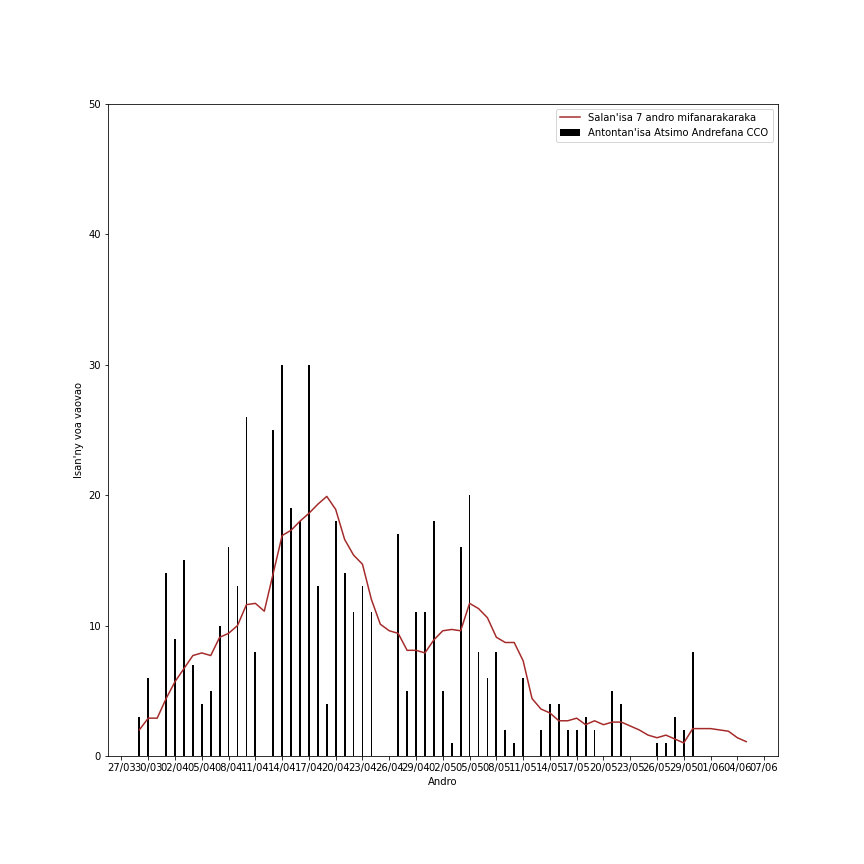 Salan'isa 7 andro mifanarakaraka
Antontan'isa Atsimo Andrefana CCO
50
40
30
20
10
0
Isan'ny voa vaovao
27/03 30/03 02/04 05/04 08/04 11/04 14/04 17/04 20/04 23/04 26/04 29/04 02/05 05/05 08/05 11/05 14/05 17/05 20/05 23/05 26/05 29/05 01/06 04/06 07/06
Andro